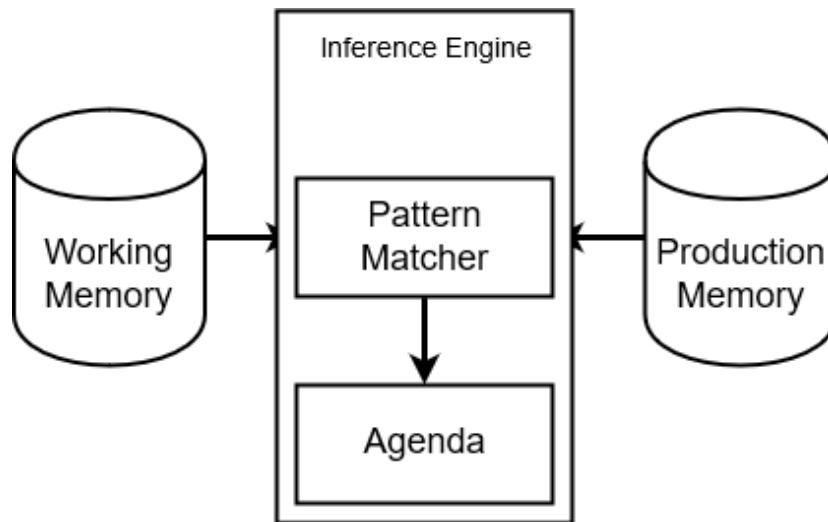 Inference Engine
Working
Memory
Pattern
Matcher
Production
Memory
Agenda